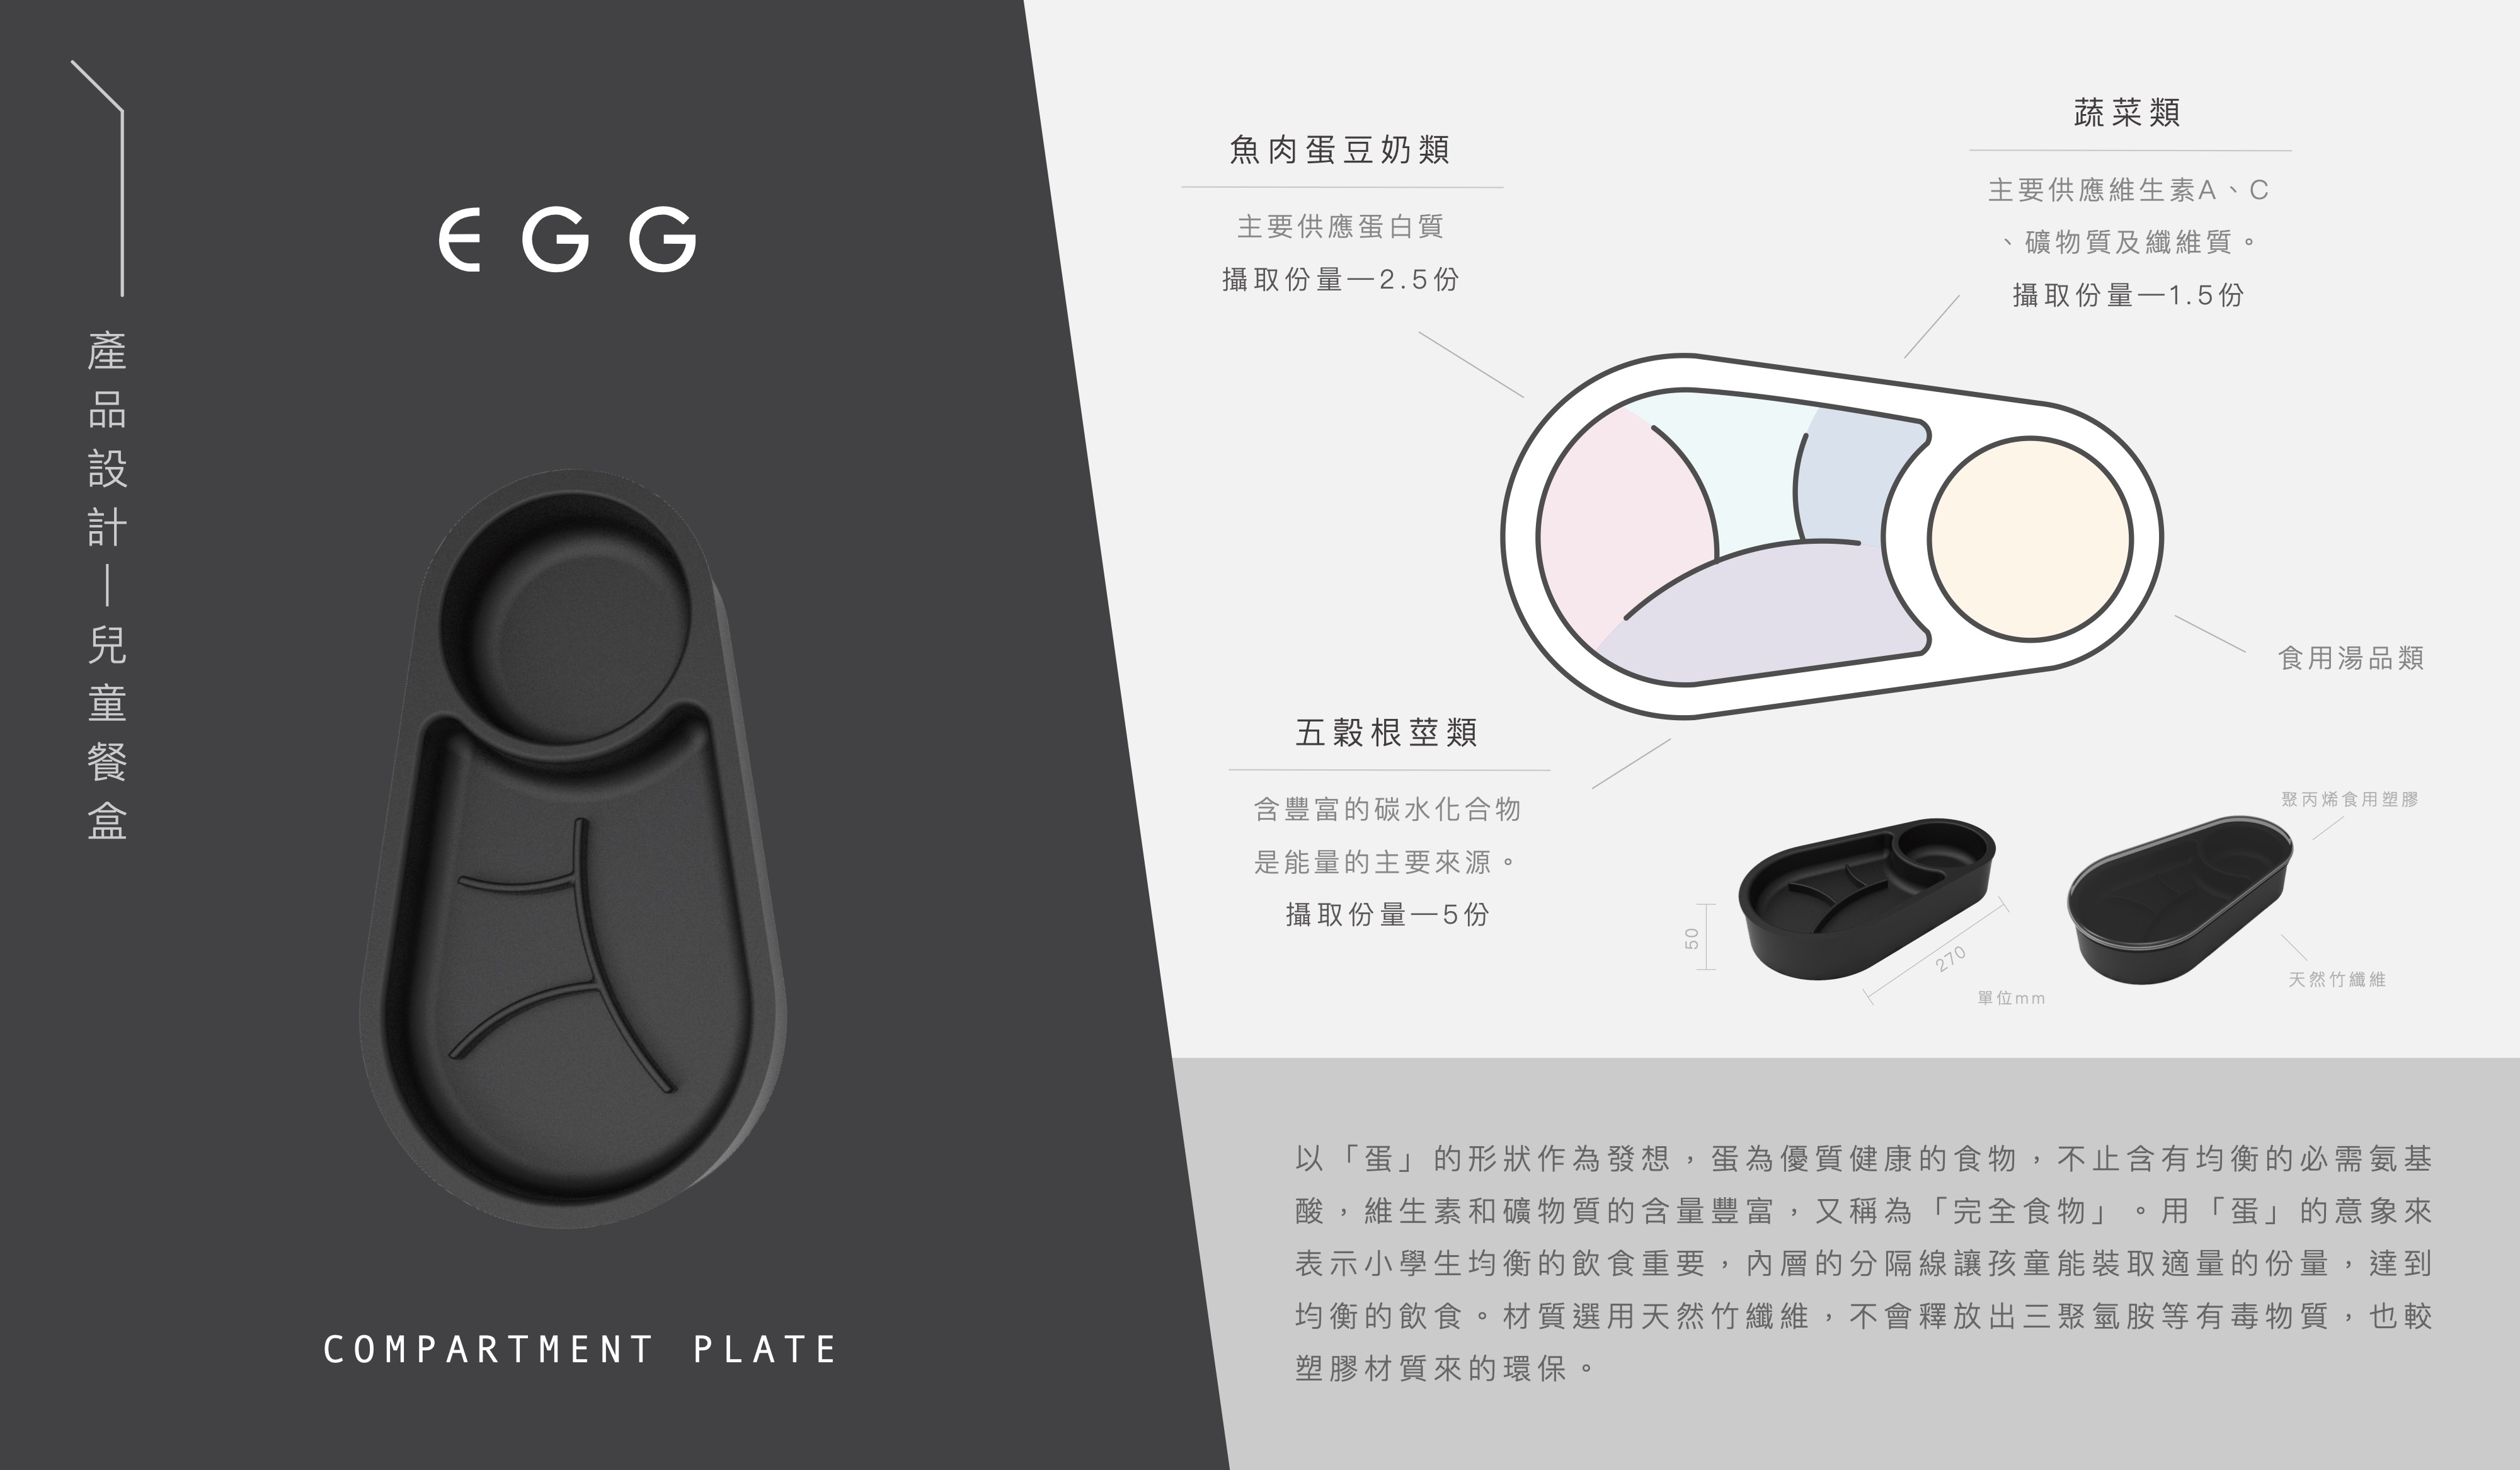 產品設計—兒童餐盒
EGG
COMPARTMENT PLATE
魚肉蛋豆奶類
主要供應蛋白質
攝取份量—2.5份
蔬菜類
主要供應維生素A、C
、礦物質及纖維質。
攝取份量—1.5份
食用湯品類
五穀根莖類
含豐富的碳水化合物
是能量的主要來源。
攝取份量—5份
50
270
單位mm
聚丙烯食用塑膠
天然竹纖維
以「蛋」的形狀作為發想，蛋為優質健康的食物，不止含有均衡的必需氨基
酸，維生素和礦物質的含量豐富，又稱為「完全食物」。用「蛋」的意象來
表示小學生均衡的飲食重要，內層的分隔線讓孩童能裝取適量的份量，達到
均衡的飲食。材質選用天然竹纖維，不會釋放出三聚氫胺等有毒物質，也較
塑膠材質來的環保。